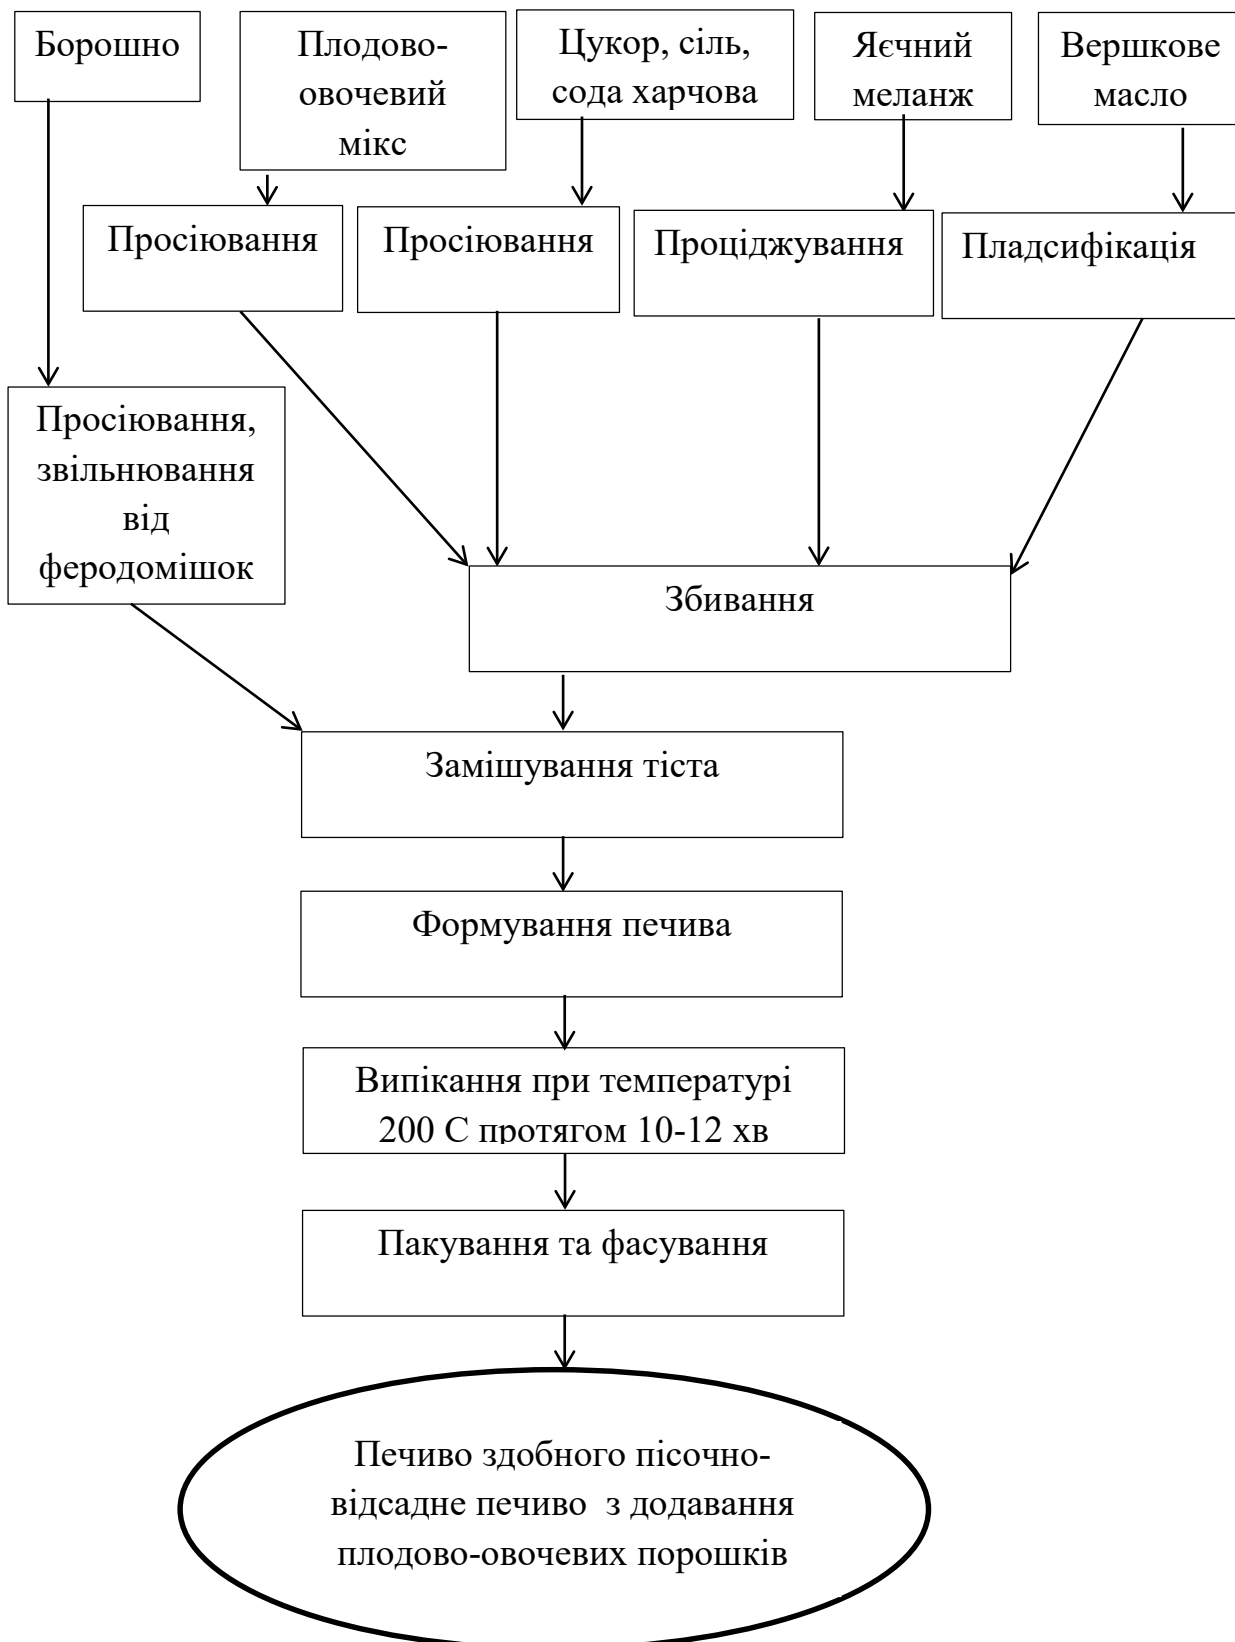 Борошно
Плодово-
овочевий
мікс
Цукор, сіль,
сода харчова
Яєчний
меланж
Вершкове
масло
Просіювання
Просіювання
Проціджування
Пладсифікація
Просіювання,
звільнювання
від
феродомішок
Збивання
Замішування тіста
Формування печива
Випікання при температурі
200 С протягом 10-12 хв
Пакування та фасування
Печиво здобного пісочно-
відсадне печиво з додавання
плодово-овочевих порошків